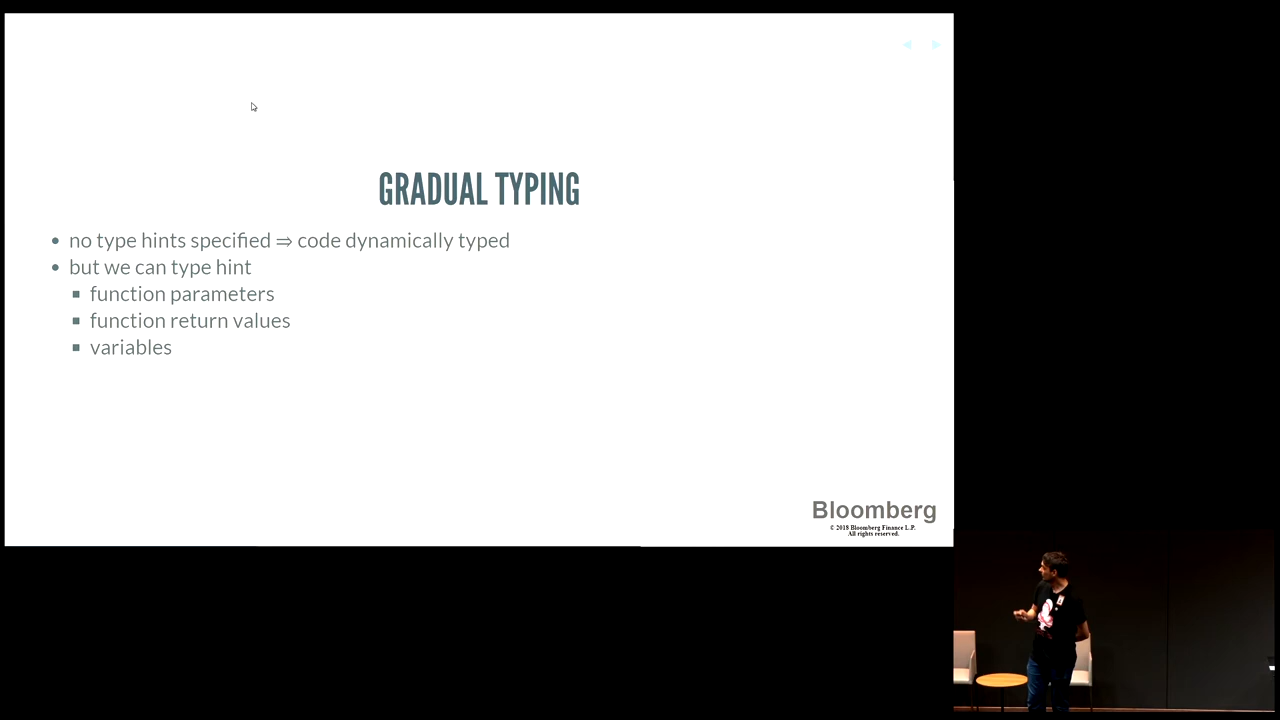 GRADUAL TYPING
no type hints specified ⇒ code dynamically typed
but we can type hint
function parameters
function return values
variables
Bloomberg
© 2018 Bloomberg Finance L.P.
All rights reserved.